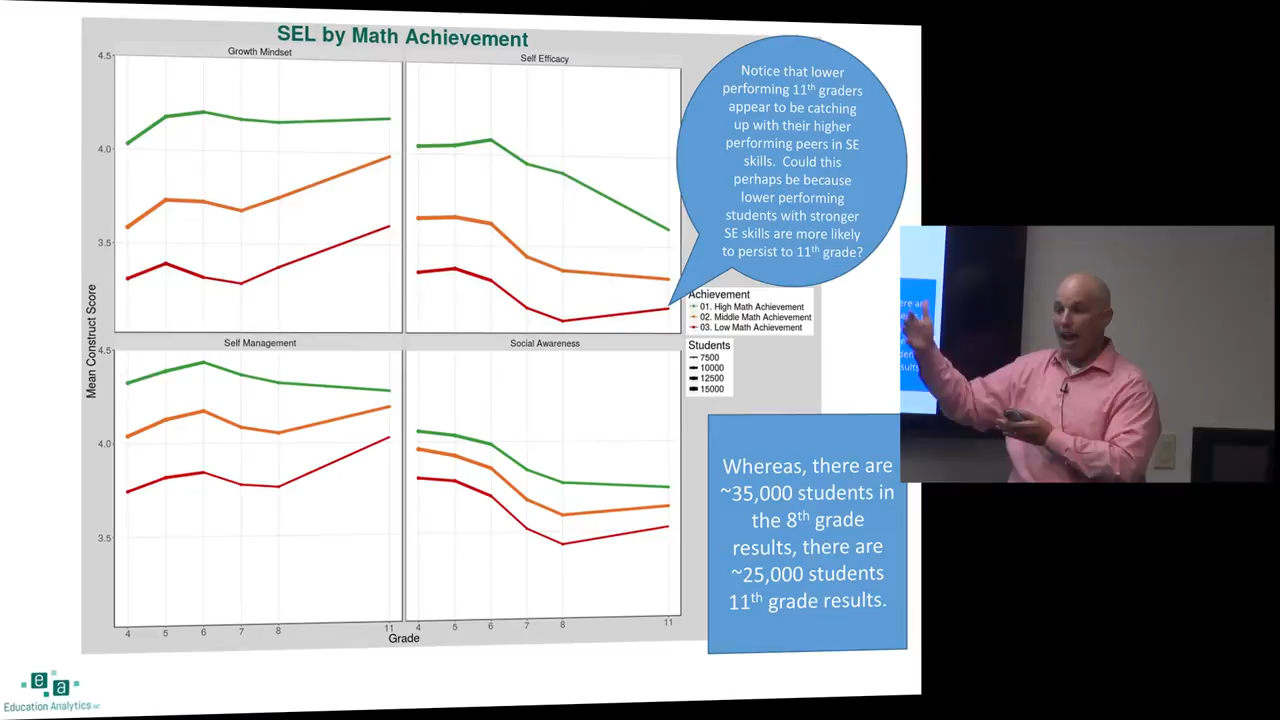 SEL by Math Achievement
Growth Mindset
Self Efficacy
4.5
4.0
3.5
Mean Construct Score
Notice that lower
performing 11th graders
appear to be catching
up with their higher
performing peers in SE
skills. Could this
perhaps be because
lower performing
students with stronger
SE skills are more likely
to persist to 11th grade?
Achievement
01. High Math Achievement
02. Middle Math Achievement
03. Low Math Achievement
Students
7500
10000
12500
15000
Self Management
Social Awareness
4.5
4.0
3.5
4 5 6 7 8 11
4 5 6 7 8 11
Grade
Whereas, there are
~35,000 students in
the 8th grade
results, there are
~25,000 students
11th grade results.
ea
Education Analytics